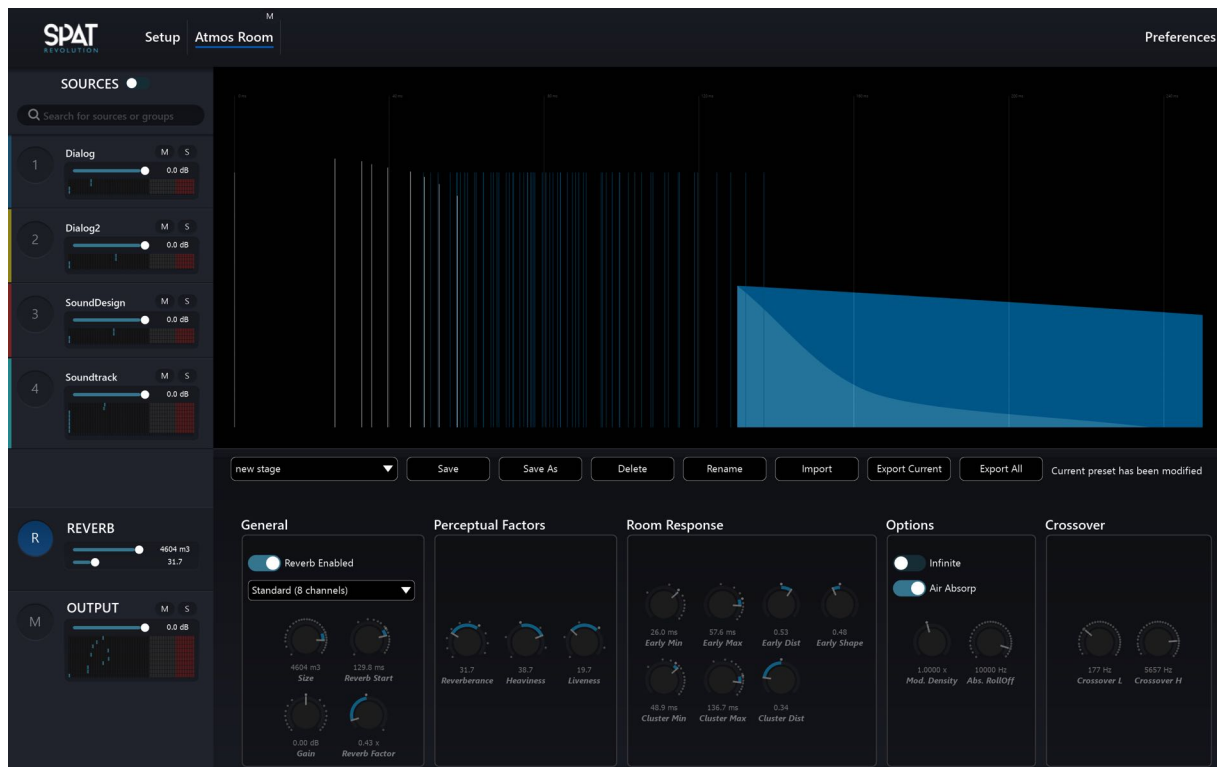 M
SPAT
REVOLUTION
Setup
Atmos Room
Preferences
SOURCES
Search for sources or groups
1
Dialog
M S
0.0 dB
2
Dialog2
M S
0.0 dB
3
SoundDesign
M S
0.0 dB
4
Soundtrack
M S
0.0 dB
R
REVERB
4604 m3
31.7
M
OUTPUT
M S
0.0 dB
new stage
Save
Save As
Delete
Rename
Import
Export Current
Export All
Current preset has been modified
General
Reverb Enabled
Standard (8 channels)
4604 m3
Size
129.8 ms
Reverb Start
0.00 dB
Gain
0.43 x
Reverb Factor
Perceptual Factors
31.7
Reverberance
38.7
Heaviness
19.7
Liveness
Room Response
26.0 ms
Early Min
57.6 ms
Early Max
0.53
Early Dist
0.48
Early Shape
48.9 ms
Cluster Min
136.7 ms
Cluster Max
0.34
Cluster Dist
Options
Infinite
Air Absorp
1.0000 x
Mod. Density
10000 Hz
Abs. RollOff
Crossover
177 Hz
Crossover L
5657 Hz
Crossover H